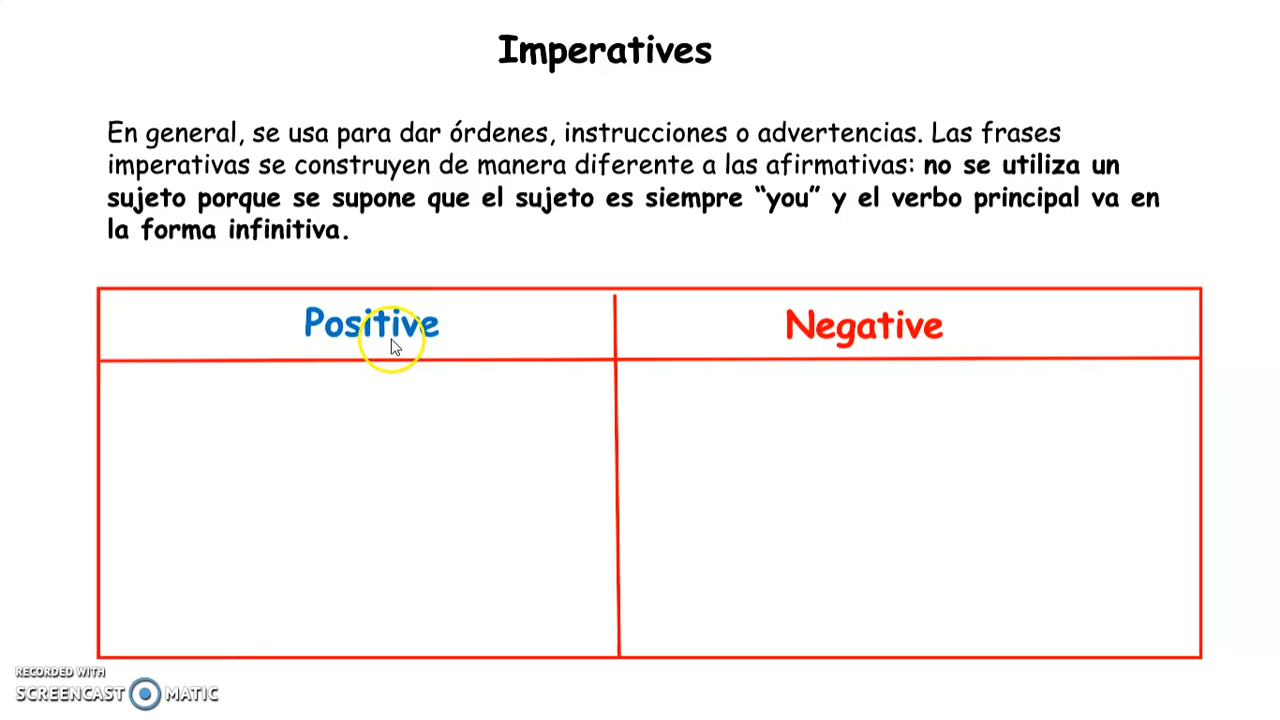 Imperatives
En general, se usa para dar órdenes, instrucciones o advertencias. Las frases
imperativas se construyen de manera diferente a las afirmativas: no se utiliza un
sujeto porque se supone que el sujeto es siempre “you” y el verbo principal va en
la forma infinitiva.
Positive
Negative
RECORDED WITH
SCREENCAST MATIC